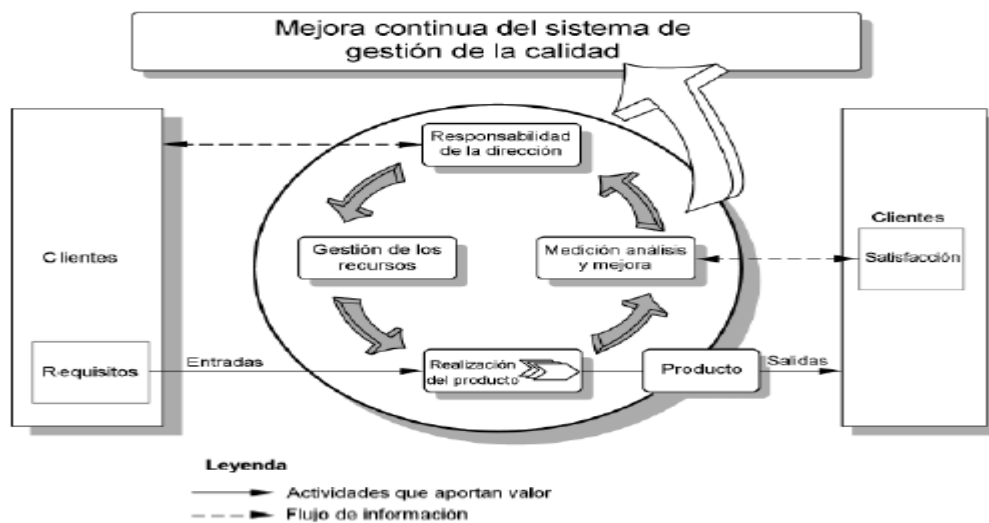 Mejora continua del sistema de
gestión de la calidad
Responsabilidad
de la dirección
Clientes
Gestión de los
recursos
Medición análisis
y mejora
Clientes
Satisfacción
Requisitos
Entradas
Realización
del producto
Producto
Salidas
Leyenda
Actividades que aportan valor
Flujo de información